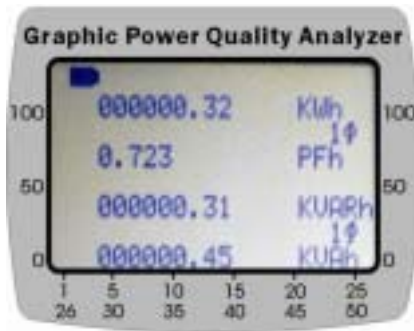 Graphic Power Quality Analyzer
100 000000.32 KWh 100
1φ
0.723 PFh
50 50
000000.31 KVARh
1φ
0 000000.45 KVAh 0
1 5 10 15 20 25
26 30 35 40 45 50